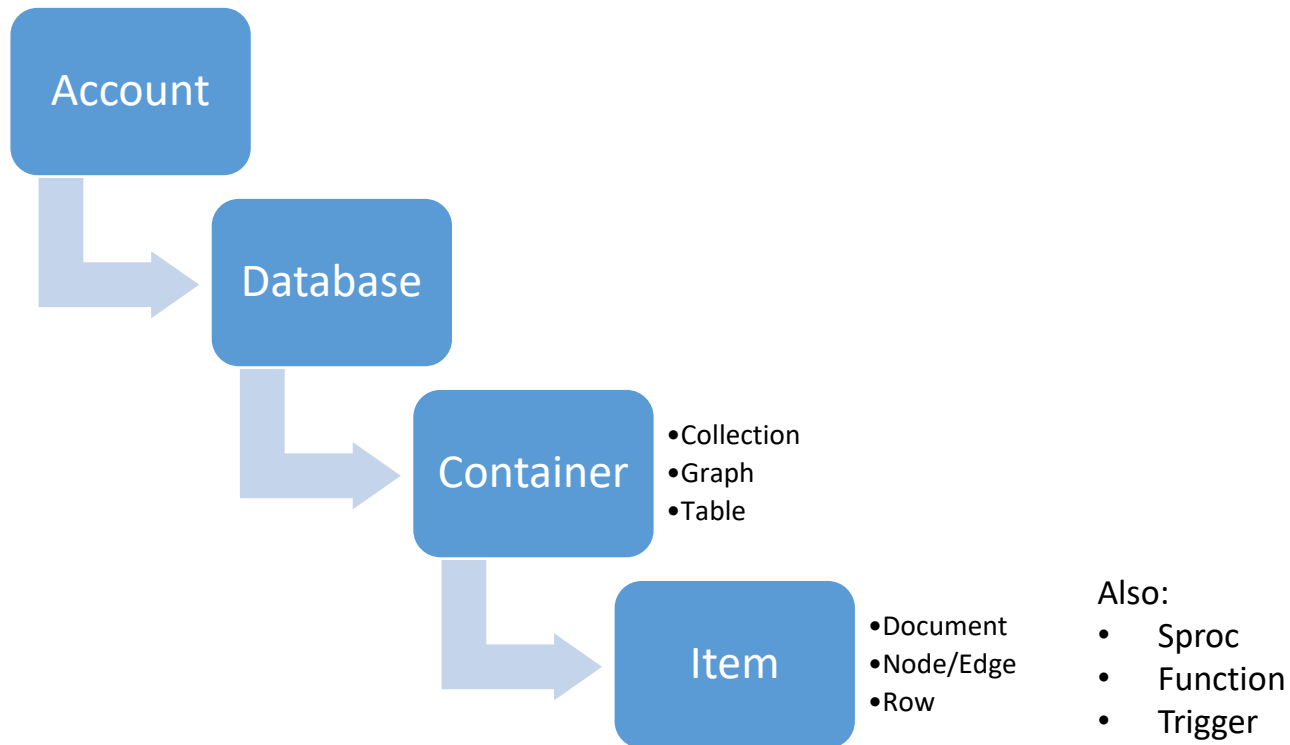 Account
Database
Container
•Collection
•Graph
•Table
Item
•Document
•Node/Edge
•Row
Also:
• Sproc
• Function
• Trigger